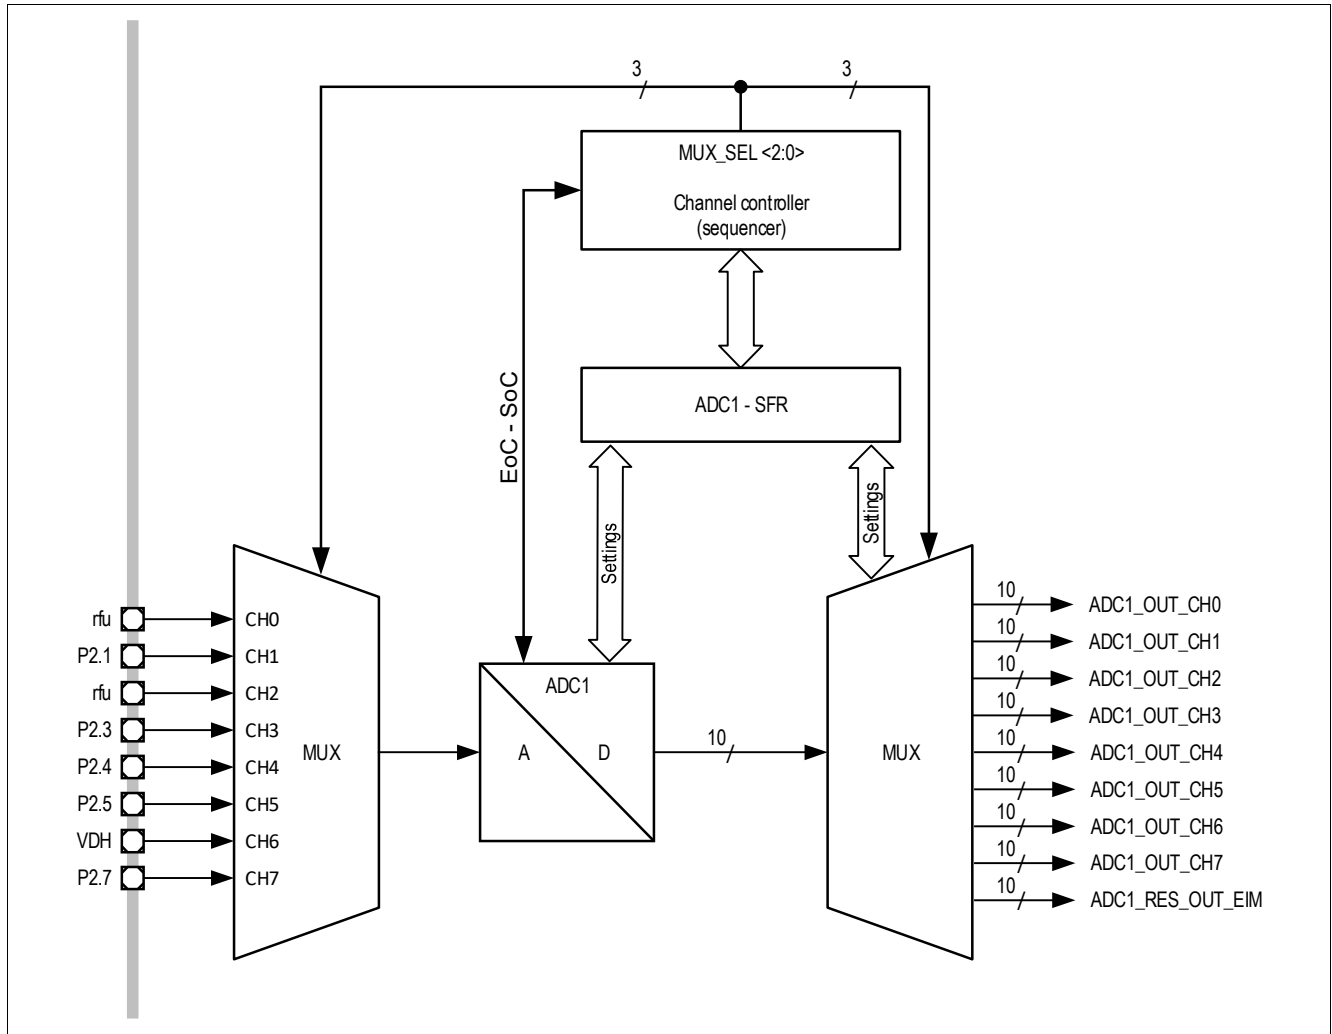 3
3
MUX_SEL <2:0>
Channel controller
(sequencer)
EoC - SoC
ADC1 - SFR
Settings
Settings
rfu
CH0
P2.1
CH1
rfu
CH2
P2.3
CH3
P2.4
CH4
P2.5
CH5
VDH
CH6
P2.7
CH7
MUX
ADC1
A
D
10
MUX
10
ADC1_OUT_CH0
10
ADC1_OUT_CH1
10
ADC1_OUT_CH2
10
ADC1_OUT_CH3
10
ADC1_OUT_CH4
10
ADC1_OUT_CH5
10
ADC1_OUT_CH6
10
ADC1_OUT_CH7
10
ADC1_RES_OUT_EIM